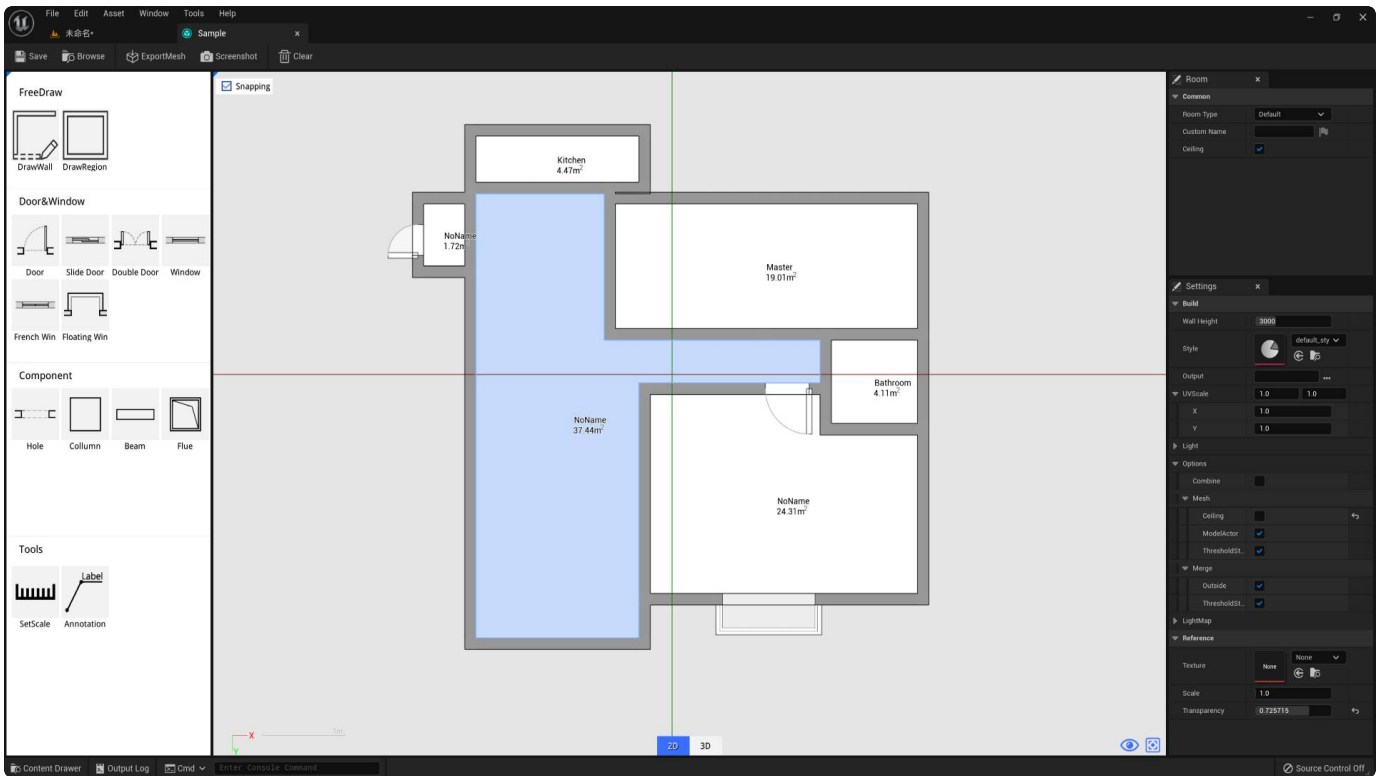 File Edit Asset Window Tools Help
未命名*
Sample
Save Browse ExportMesh Screenshot Clear
FreeDraw
DrawWall DrawRegion
Door&Window
Door Slide Door Double Door Window
French Win Floating Win
Component
Hole Collumn Beam Flue
Tools
Label
SetScale Annotation
Snapping
Kitchen
4.47m²
NoName
1.72m
Master
19.01m²
Bathroom
4.11m²
NoName
37.44m²
NoName
24.31m²
X
Y
1m
2D 3D
Room
Common
Room Type Default
Custom Name
Ceiling
Settings
Build
Wall Height 3000
Style default_sty
Output ...
UVScale 1.0 1.0
X 1.0
Y 1.0
Light
Options
Combine
Mesh
Ceiling
ModelActor
ThresholdSt..
Merge
Outside
ThresholdSt..
LightMap
Reference
Texture None None
Scale 1.0
Transparency 0.725715
Content Drawer Output Log Cmd Enter Console Command Source Control Off